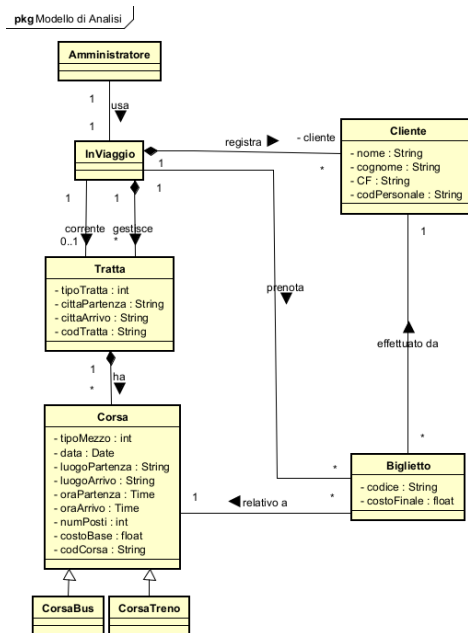 pkg Modello di Analisi
Amministratore
1
usa
1
InViaggio
1
registra
- cliente
*
Cliente
- nome : String
- cognome : String
- CF : String
- codPersonale : String
1
1
1
1
corrente
gestisce
0..1
*
Tratta
- tipoTratta : int
- cittaPartenza : String
- cittaArrivo : String
- codTratta : String
prenota
effettuato da
1
ha
*
Corsa
- tipoMezzo : int
- data : Date
- luogoPartenza : String
- luogoArrivo : String
- oraPartenza : Time
- oraArrivo : Time
- numPosti : int
- costoBase : float
- codCorsa : String
*
*
Biglietto
- codice : String
- costoFinale : float
1
relativo a
*
CorsaBus
CorsaTreno